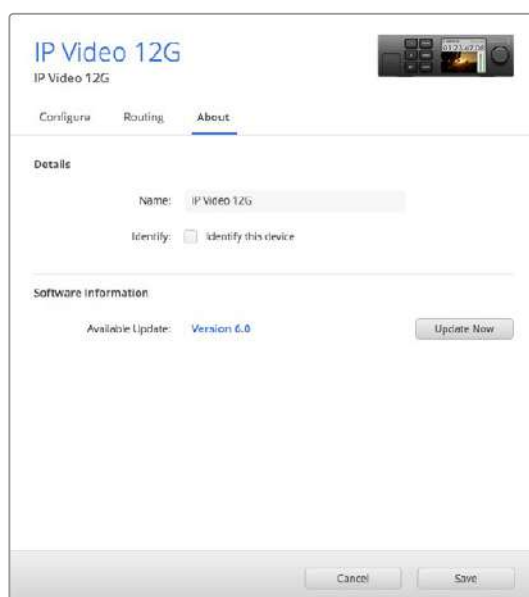 IP Video 12G
IP Video 12G
Configure Routing About
Details
Name: IP Video 12G
Identify: Identify this device
Software Information
Available Update: Version 6.0 Update Now
Cancel Save